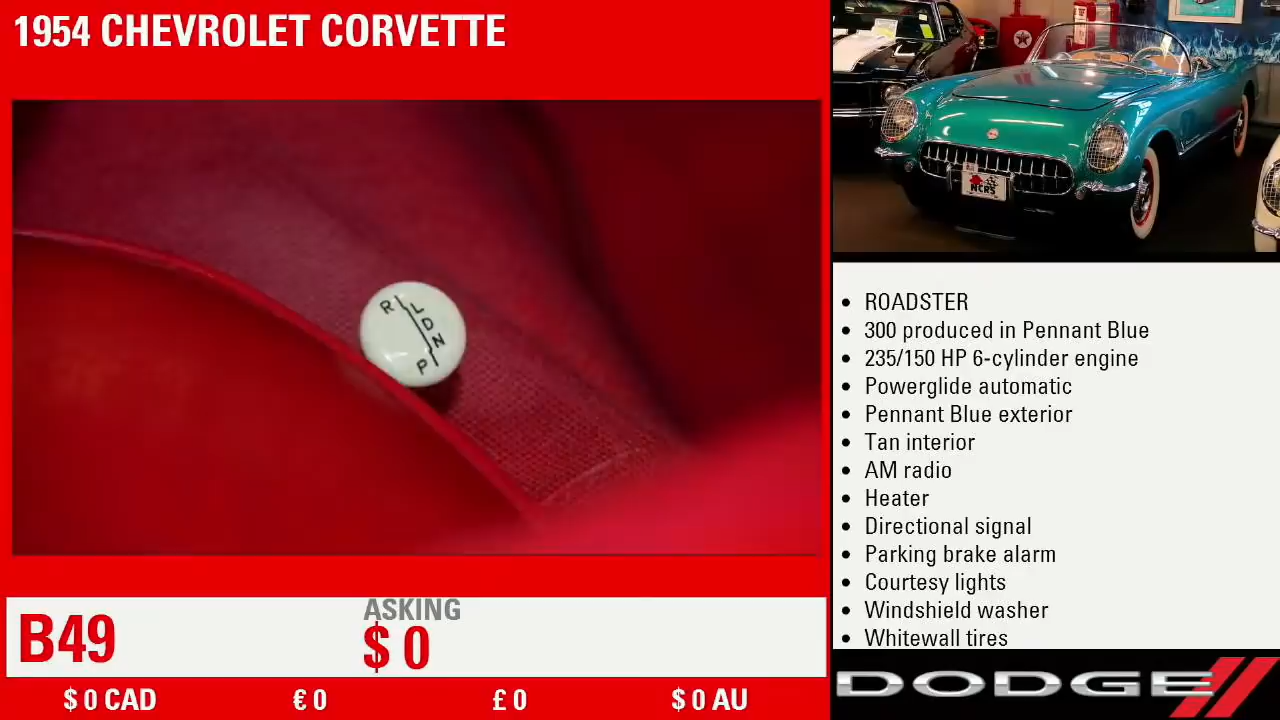 1954 CHEVROLET CORVETTE
R L
D
N
P
B49
ASKING
$ 0
$ 0 CAD
€ 0
£ 0
$ 0 AU
NCRS
• ROADSTER
• 300 produced in Pennant Blue
• 235/150 HP 6-cylinder engine
• Powerglide automatic
• Pennant Blue exterior
• Tan interior
• AM radio
• Heater
• Directional signal
• Parking brake alarm
• Courtesy lights
• Windshield washer
• Whitewall tires
DODGE